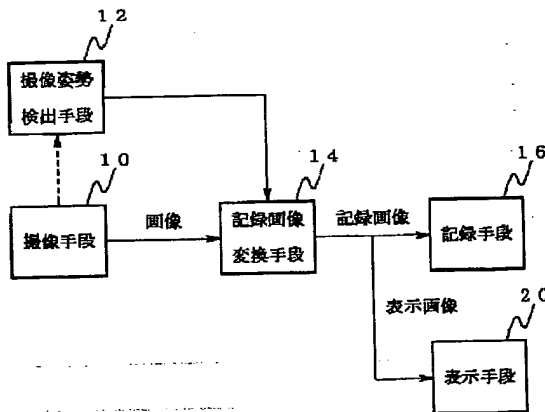 12
撮像姿勢
検出手段
10
撮像手段
画像
14
記録画像
変換手段
記録画像
16
記録手段
表示画像
20
表示手段